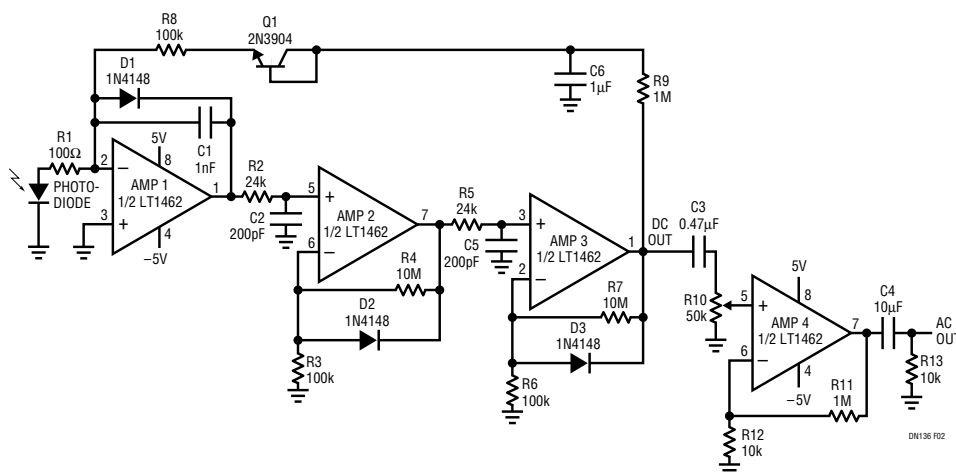 R8
100k
Q1
2N3904
D1
1N4148
C6
1µF
R9
1M
R1
100Ω
C1
1nF
5V
2
8
−
AMP 1
1/2 LT1462
1
3
+
4
−5V
PHOTO-
DIODE
R2
24k
C2
200pF
5
+
AMP 2
1/2 LT1462
7
6
−
R4
10M
D2
1N4148
R3
100k
R5
24k
C5
200pF
3
+
AMP 3
1/2 LT1462
1
2
−
R7
10M
D3
1N4148
R6
100k
DC
OUT
C3
0.47µF
R10
50k
5V
5
8
+
AMP 4
1/2 LT1462
7
6
−
4
−5V
C4
10µF
AC
OUT
R13
10k
R11
1M
R12
10k
DN136 F02